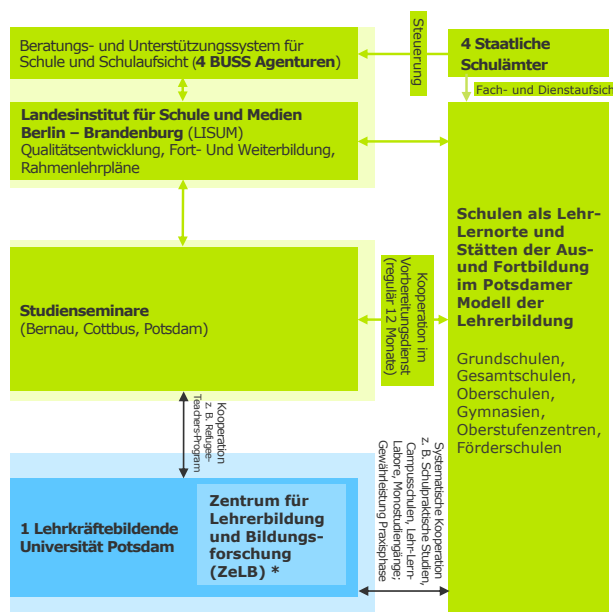 Beratungs- und Unterstützungssystem für
Schule und Schulaufsicht (4 BUSS Agenturen)
Steuerung
4 Staatliche
Schulämter
Fach- und Dienstaufsich
Landesinstitut für Schule und Medien
Berlin – Brandenburg (LISUM)
Qualitätsentwicklung, Fort- Und Weiterbildung,
Rahmenlehrpläne
Schulen als Lehr-
Lernorte und
Stätten der Aus-
und Fortbildung
im Potsdamer
Modell der
Lehrerbildung
Grundschulen,
Gesamtschulen,
Oberschulen,
Gymnasien,
Oberstufenzentren,
Förderschulen
Studienseminare
(Bernau, Cottbus, Potsdam)
Kooperation im
Vorbereitungsdienst
(regulär 12 Monate)
Kooperation
z. B. Refugee-
Teachers-Program
1 Lehrkräftebildende
Universität Potsdam
Zentrum für
Lehrerbildung
und Bildungs-
forschung
(ZeLB) *
Systematische Kooperation
z. B. Schulpraktische Studien,
Campusschulen, Lehr-Lern-
Labore, Monostudiengänge;
Gewährleistung Praxisphase